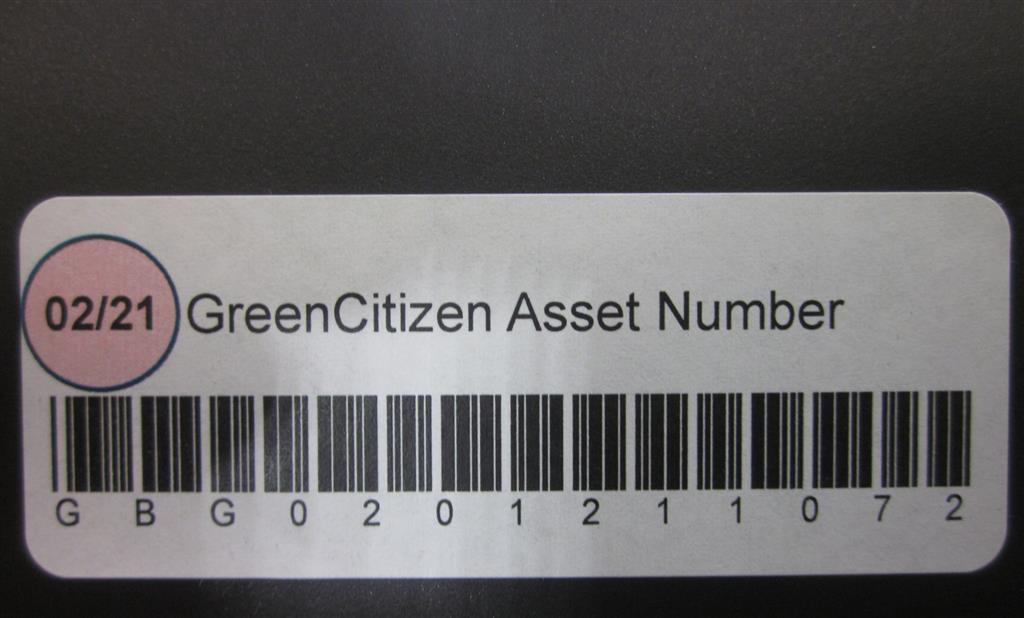 02/21 GreenCitizen Asset Number
G B G 0 2 0 1 2 1 1 0 7 2